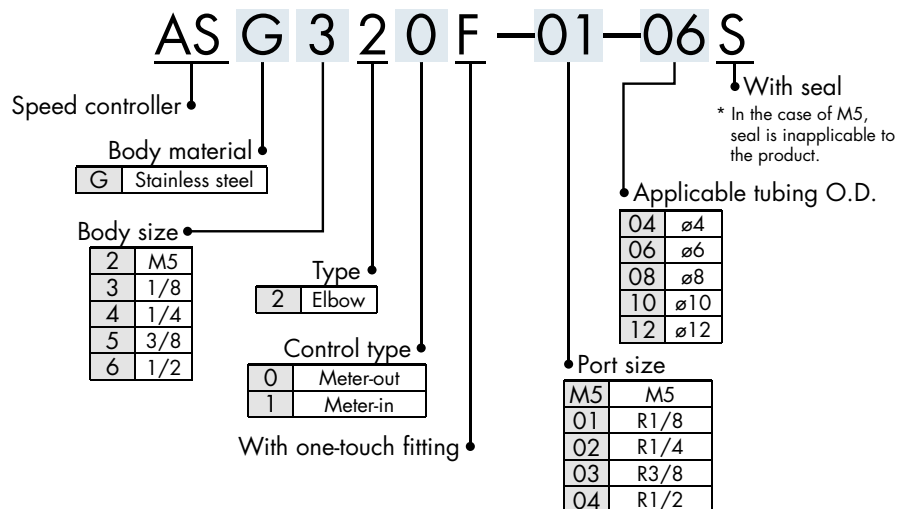 AS G 3 2 0 F — 01 — 06 S
Speed controller
With seal
* In the case of M5,
seal is inapplicable to
the product.
Body material
G Stainless steel
Applicable tubing O.D.
04 ø4
06 ø6
08 ø8
10 ø10
12 ø12
Body size
2 M5
3 1/8
4 1/4
5 3/8
6 1/2
Type
2 Elbow
Control type
0 Meter-out
1 Meter-in
Port size
M5 M5
01 R1/8
02 R1/4
03 R3/8
04 R1/2
With one-touch fitting